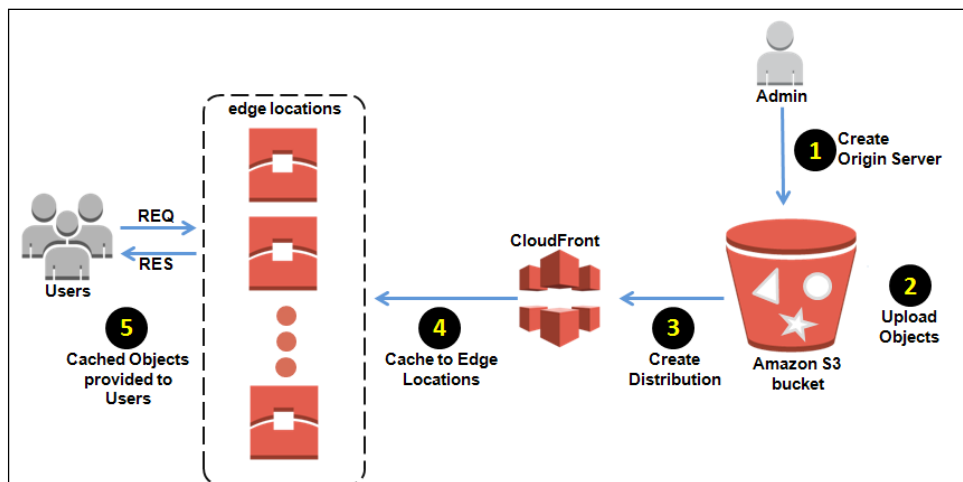 Admin
1
Create
Origin Server
edge locations
REQ
RES
Users
CloudFront
2
Upload
Objects
Amazon S3
bucket
3
Create
Distribution
4
Cache to Edge
Locations
5
Cached Objects
provided to
Users